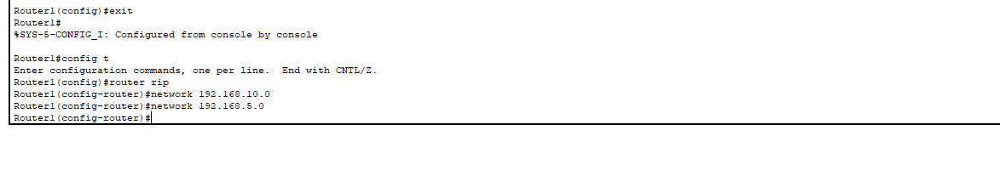 Router1(config)#exit
Router1#
%SYS-5-CONFIG_I: Configured from console by console
Router1#config t
Enter configuration commands, one per line.  End with CNTL/Z.
Router1(config)#router rip
Router1(config-router)#network 192.168.10.0
Router1(config-router)#network 192.168.5.0
Router1(config-router)#